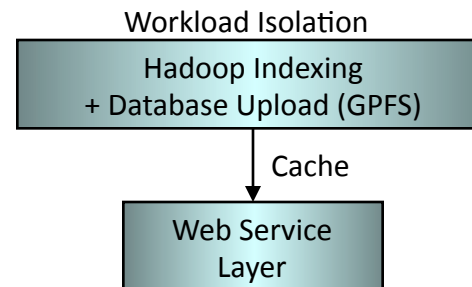 Workload Isolation
Hadoop Indexing
+ Database Upload (GPFS)
Cache
Web Service
Layer